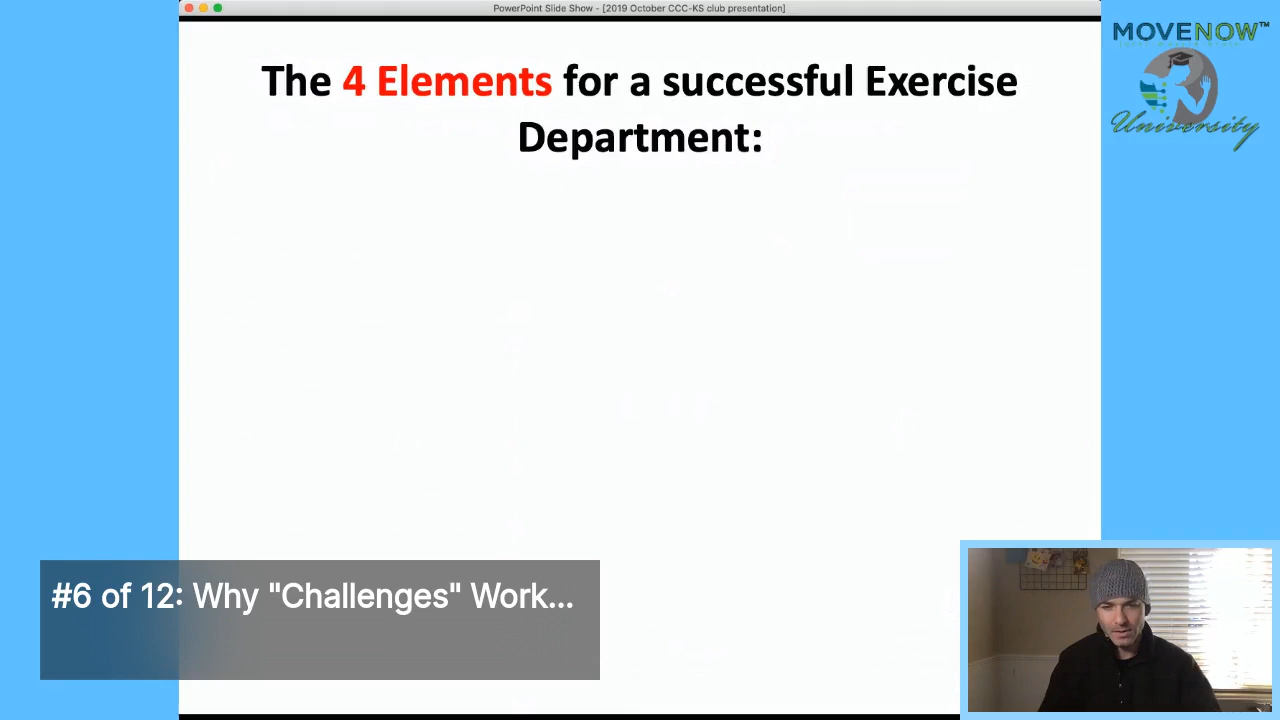 PowerPoint Slide Show - [2019 October CCC-KS club presentation]
MOVENOW™
University
The 4 Elements for a successful Exercise
Department:
#6 of 12: Why "Challenges" Work...